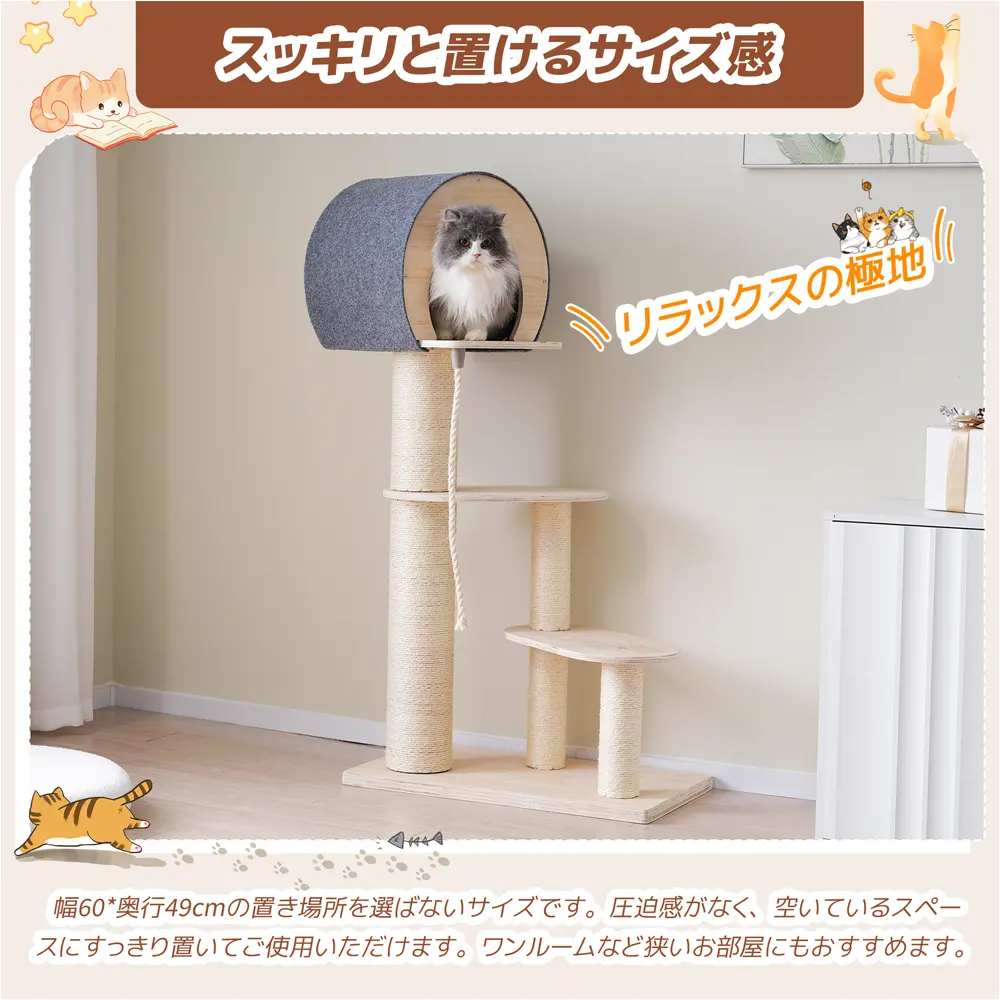 スッキリと置けるサイズ感
リラックスの極地
幅60*奥行49cmの置き場所を選ばないサイズです。圧迫感がなく、空いているスペー
スにすっきり置いてご使用いただけます。ワンルームなど狭いお部屋にもおすすめます。